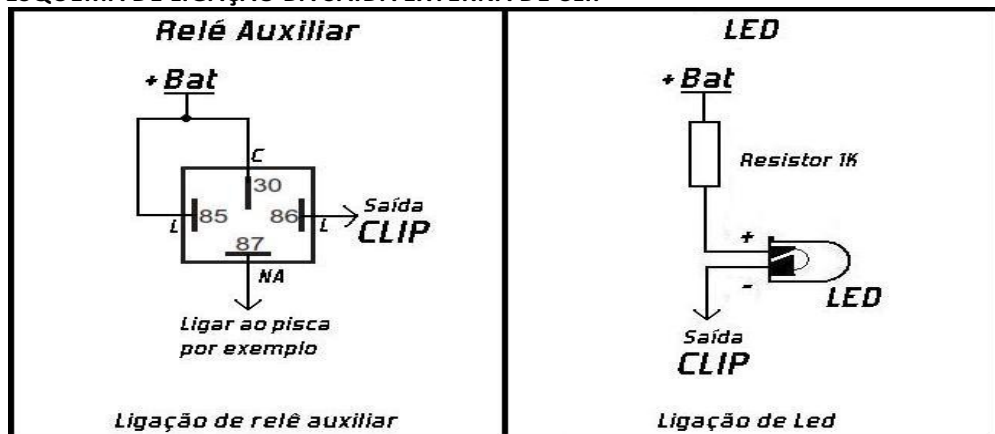 Relé Auxiliar
+Bat
C
30
85
86
L
L
87
NA
Saída
CLIP
Ligar ao pisca
por exemplo
Ligação de relê auxiliar
LED
+Bat
Resistor 1K
+
-
LED
Saída
CLIP
Ligação de Led